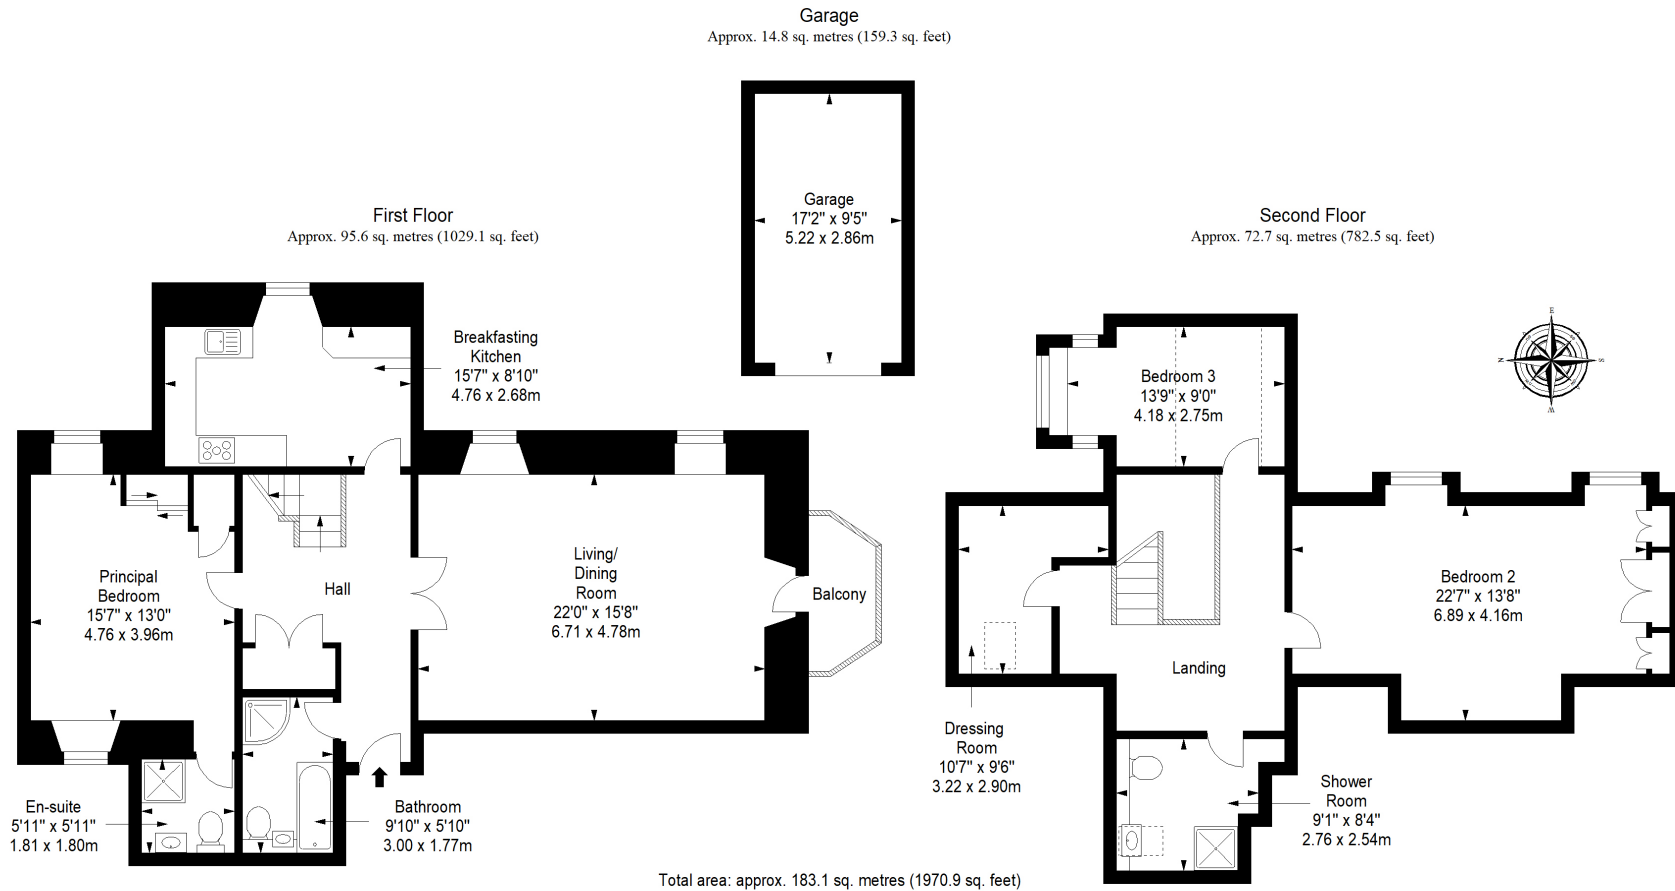 Garage
Approx. 14.8 sq. metres (159.3 sq. feet)
Garage
17'2" x 9'5"
5.22 x 2.86m
First Floor
Approx. 95.6 sq. metres (1029.1 sq. feet)
Breakfasting
Kitchen
15'7" x 8'10"
4.76 x 2.68m
Principal
Bedroom
15'7" x 13'0"
4.76 x 3.96m
Hall
Living/
Dining
Room
22'0" x 15'8"
6.71 x 4.78m
Balcony
En-suite
5'11" x 5'11"
1.81 x 1.80m
Bathroom
9'10" x 5'10"
3.00 x 1.77m
Second Floor
Approx. 72.7 sq. metres (782.5 sq. feet)
E
N
S
W
Bedroom 3
13'9" x 9'0"
4.18 x 2.75m
Bedroom 2
22'7" x 13'8"
6.89 x 4.16m
Landing
Dressing
Room
10'7" x 9'6"
3.22 x 2.90m
Shower
Room
9'1" x 8'4"
2.76 x 2.54m
Total area: approx. 183.1 sq. metres (1970.9 sq. feet)